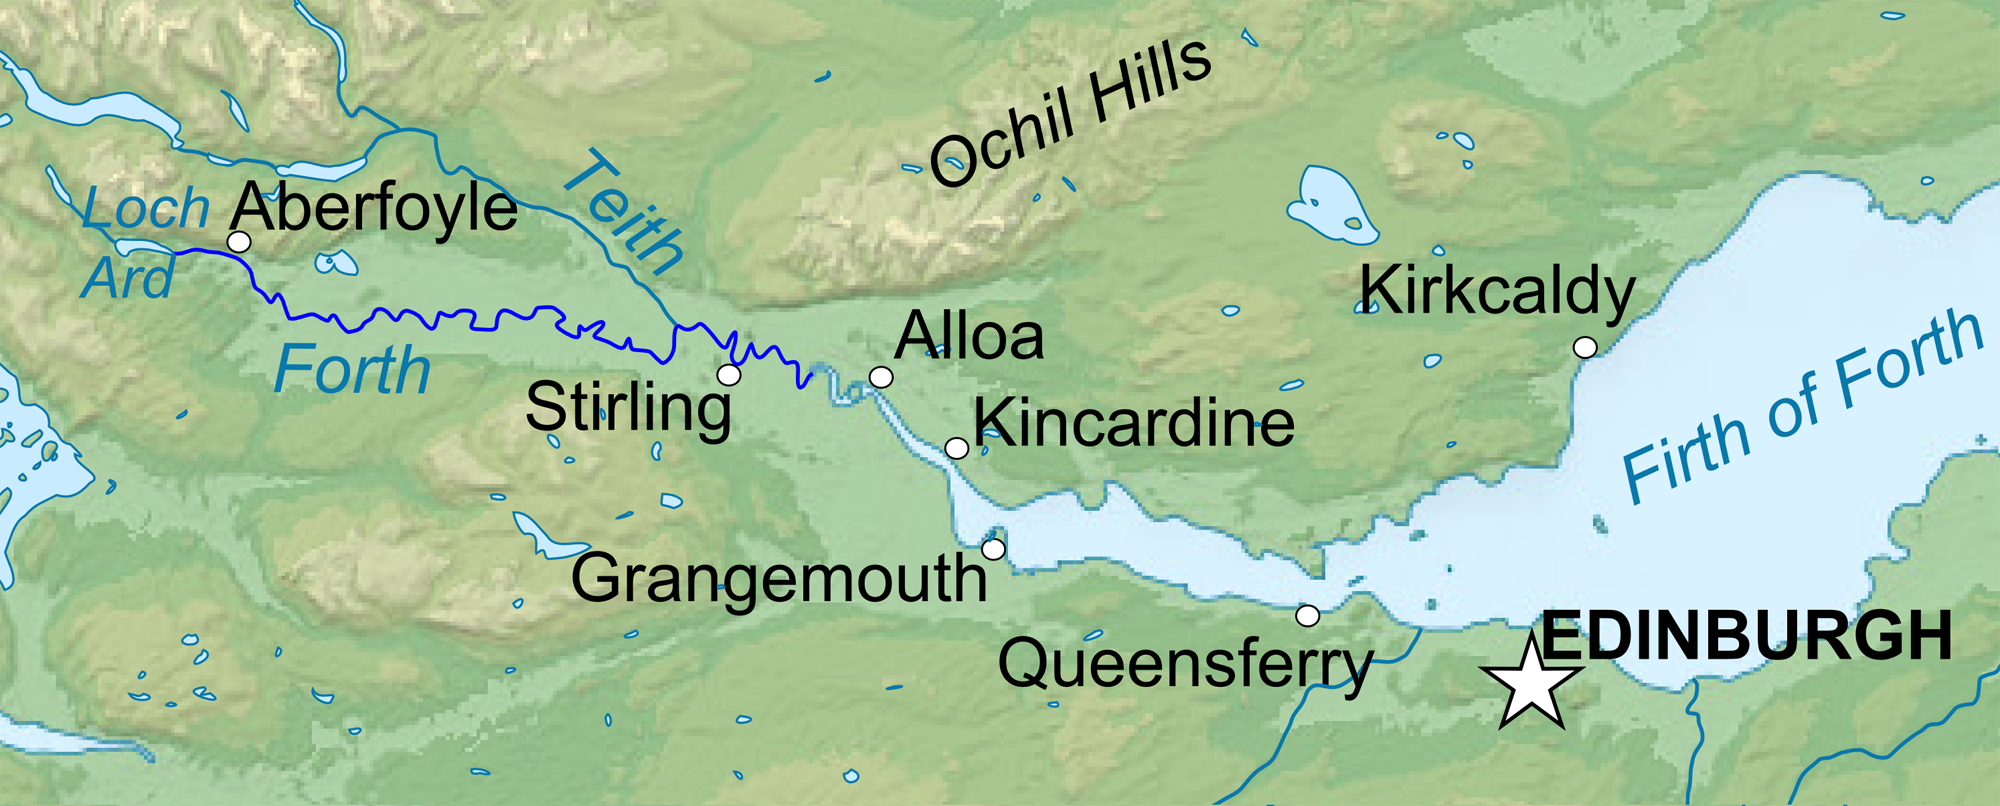 Ochil Hills
Teith
Loch
Ard
Aberfoyle
Forth
Stirling
Alloa
Kincardine
Kirkcaldy
Firth of Forth
Grangemouth
Queensferry
EDINBURGH